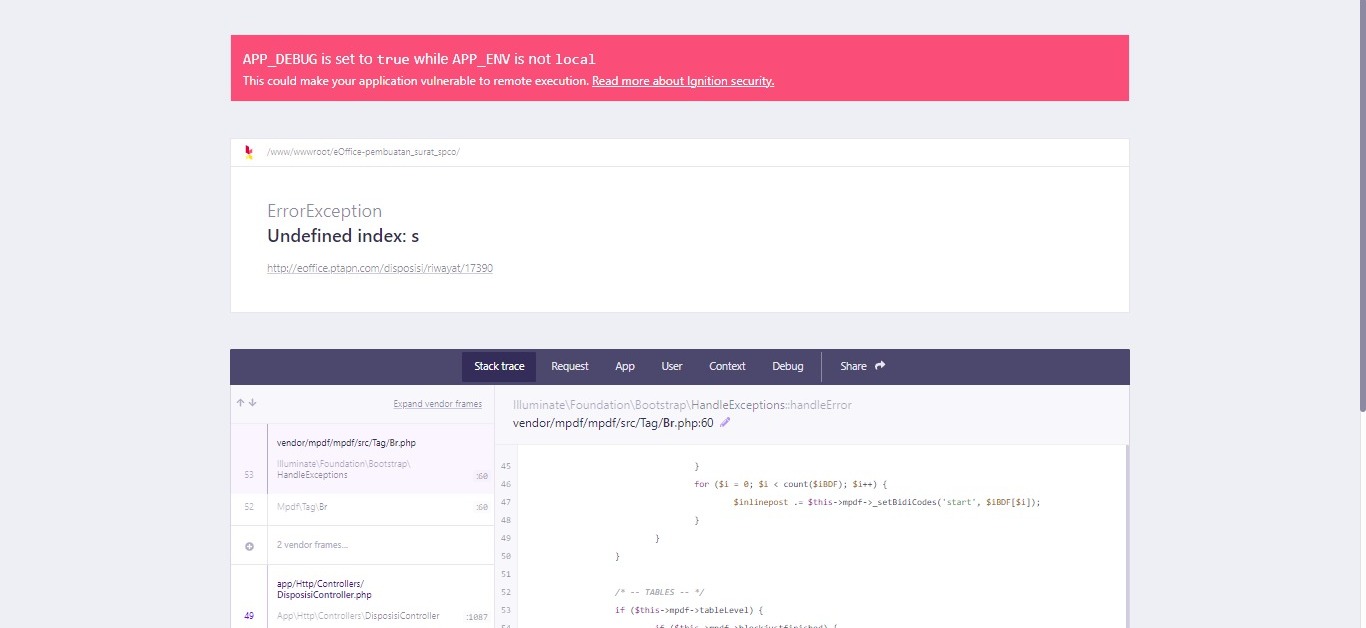 APP_DEBUG is set to true while APP_ENV is not local
This could make your application vulnerable to remote execution. Read more about Ignition security.
/www/wwwroot/eOffice-pembuatan_surat_spco/
ErrorException
Undefined index: s
http://eoffice.ptapn.com/disposisi/riwayat/17390
Stack trace Request App User Context Debug Share
Expand vendor frames
vendor/mpdf/mpdf/src/Tag/Br.php
Illuminate\Foundation\Bootstrap\
53 HandleExceptions :60
52 Mpdf\Tag\Br :60
2 vendor frames...
app/Http/Controllers/
DisposisiController.php
49 App\Http\Controllers\DisposisiController :1087
Illuminate\Foundation\Bootstrap\HandleExceptions::handleError
vendor/mpdf/mpdf/src/Tag/Br.php:60
45 }
46 for ($i = 0; $i < count($iBDF); $i++) {
47 $inlinepost .= $this->mpdf->_setBidiCodes('start', $iBDF[$i]);
48 }
49 }
50 }
51
52 /* -- TABLES -- */
53 if ($this->mpdf->tableLevel) {
54 if ($this->mpdf->blockjustfinished) {